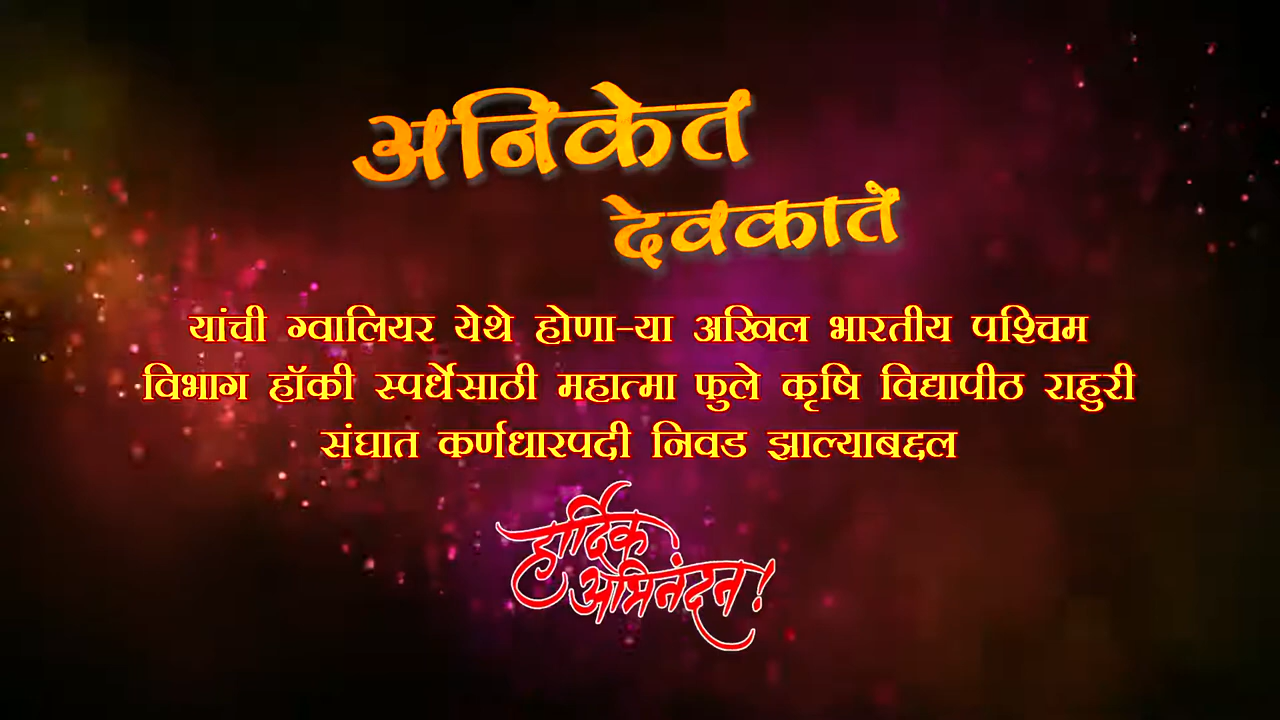 अनिकेत
देवकाते
यांची ग्वालियर येथे होणा-या अखिल भारतीय पश्चिम
विभाग हॉकी स्पर्धेसाठी महात्मा फुले कृषि विद्यापीठ राहुरी
संघात कर्णधारपदी निवड झाल्याबद्दल
हार्दिक
अभिनंदन!